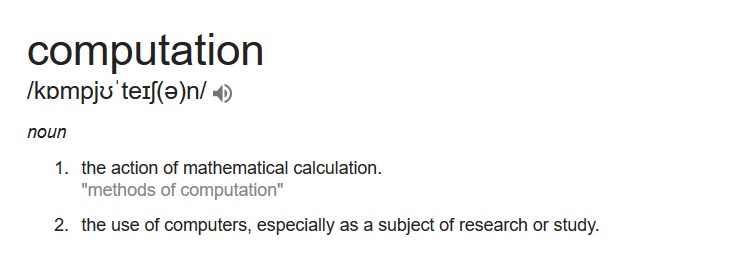 computation
/kɒmpjʊˈteɪʃ(ə)n/
noun
1. the action of mathematical calculation.
"methods of computation"
2. the use of computers, especially as a subject of research or study.